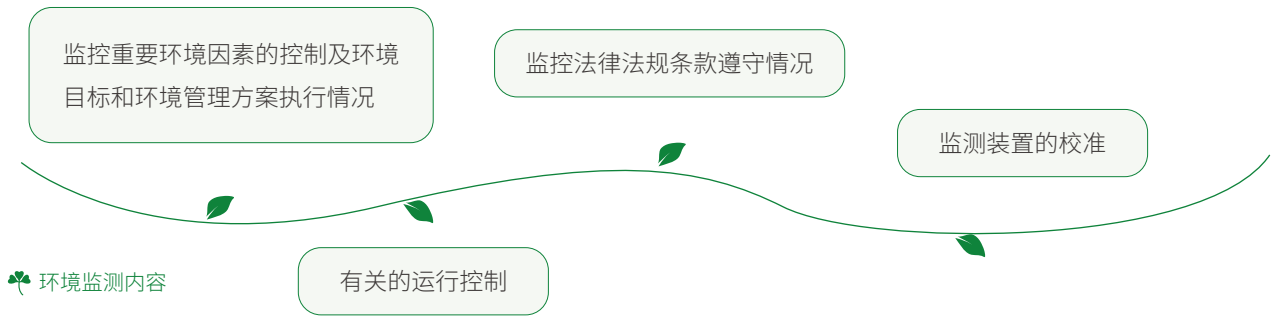 监控重要环境因素的控制及环境
目标和环境管理方案执行情况
监控法律法规条款遵守情况
监测装置的校准
有关的运行控制
环境监测内容